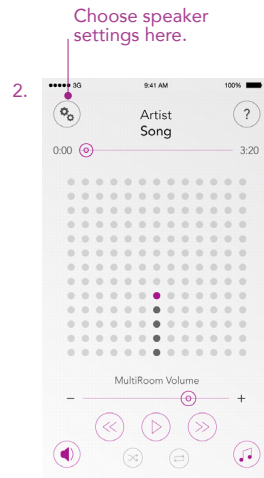 Choose speaker
settings here.
2.
3G 9:41 AM 100%
Artist
?
Song
0:00 3:20
MultiRoom Volume
− +